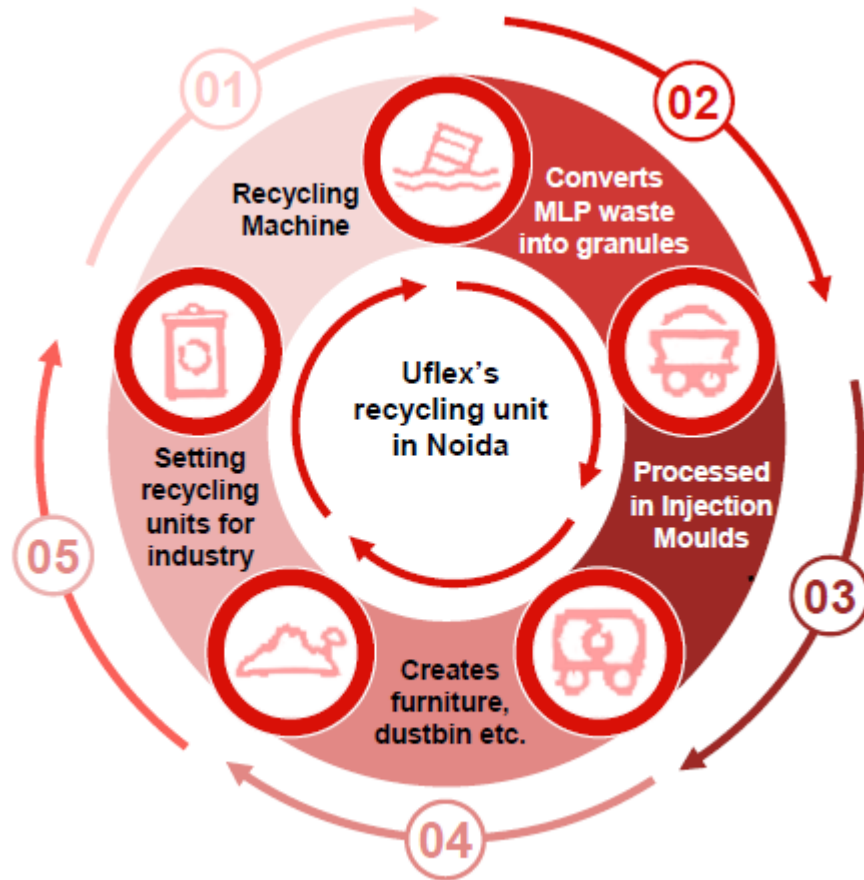 01
Recycling
Machine
02
Converts
MLP waste
into granules
03
Processed
in Injection
Moulds
04
Creates
furniture,
dustbin etc.
05
Setting
recycling
units for
industry
Uflex's
recycling unit
in Noida